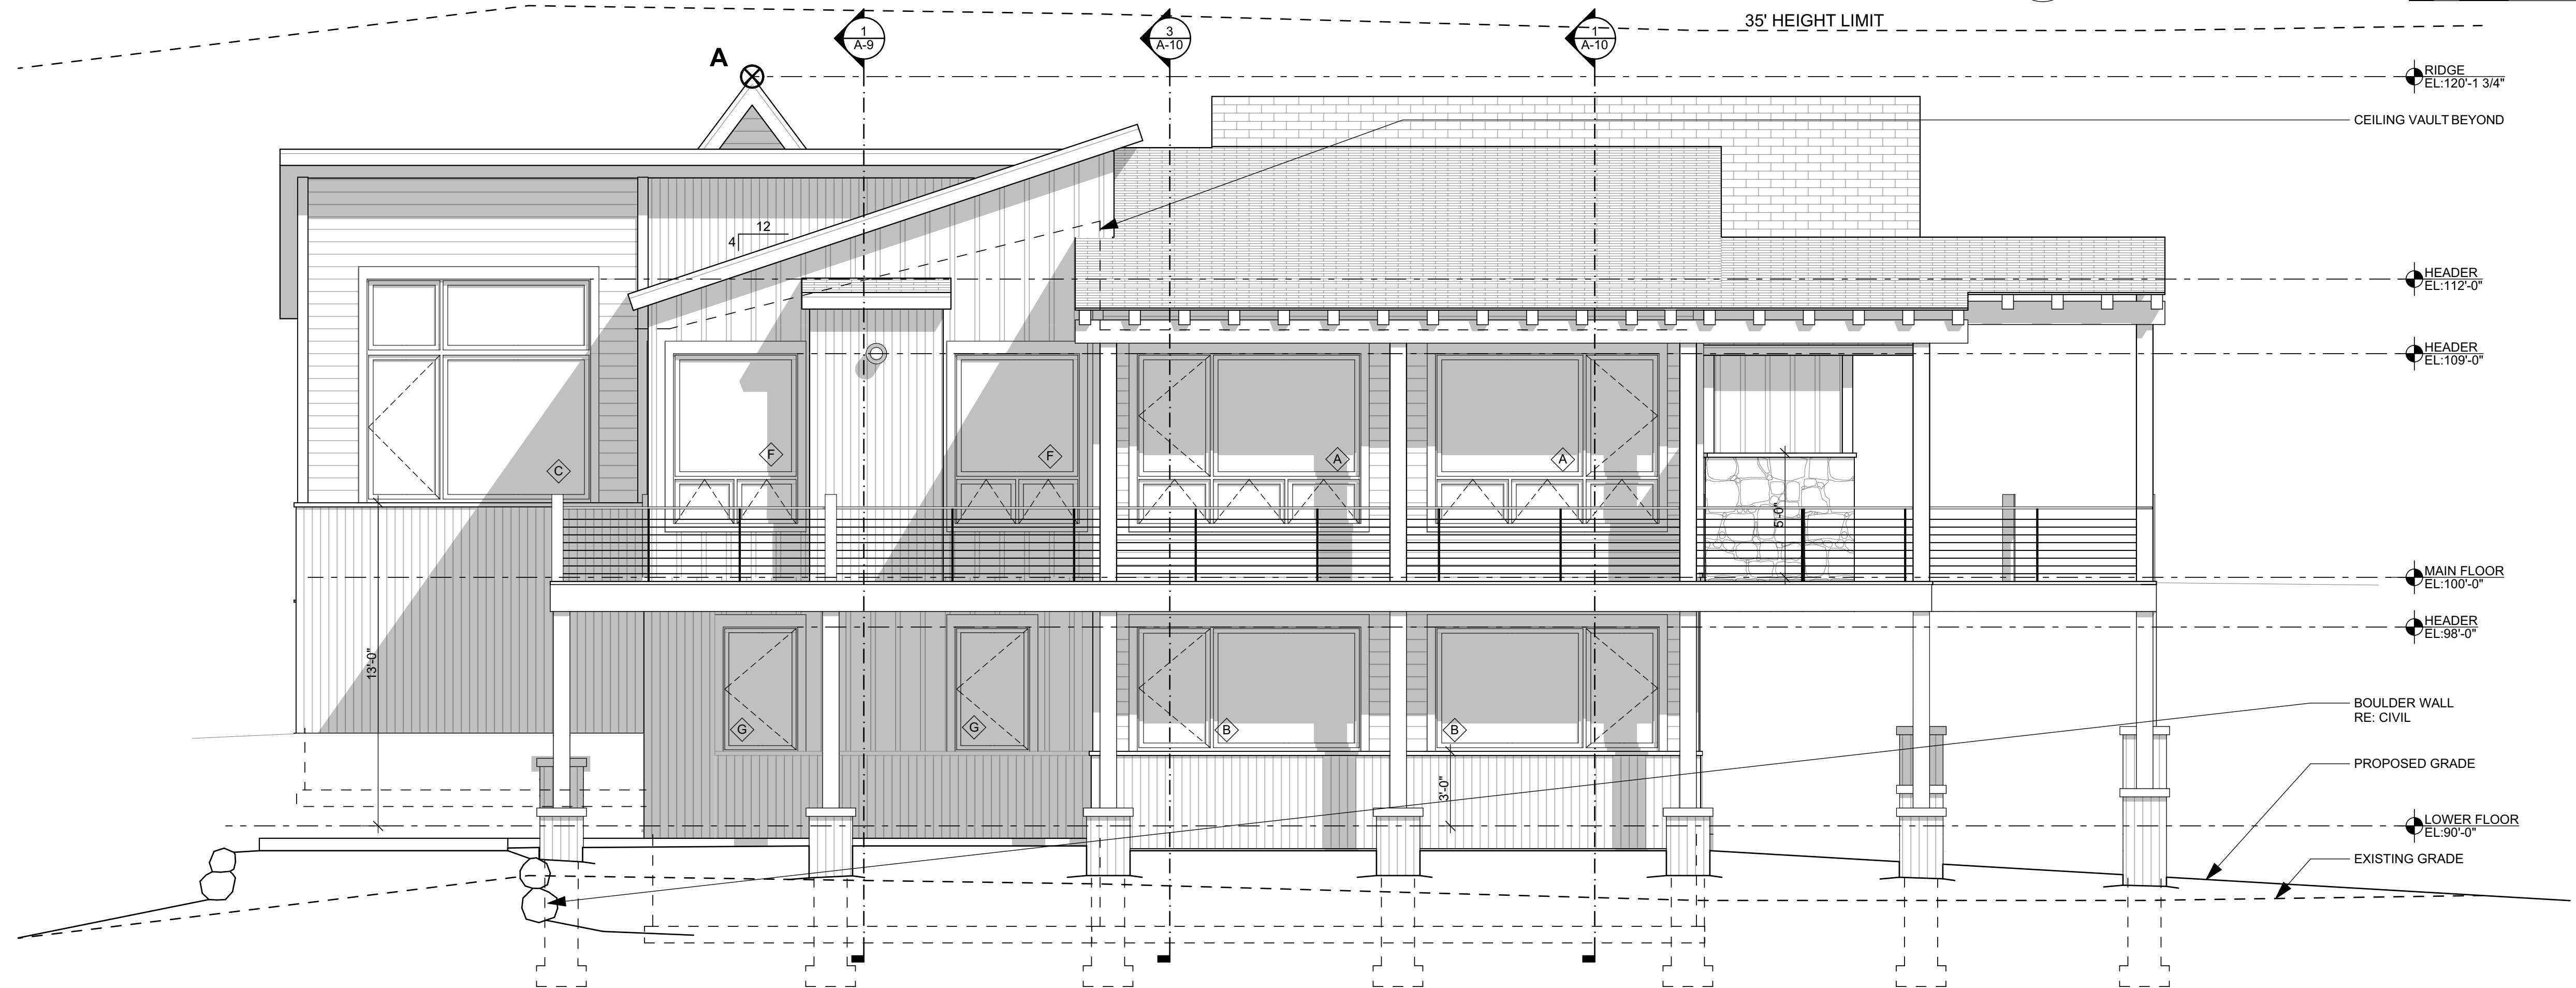 35' HEIGHT LIMIT
1
A-9
3
A-10
1
A-10
A
RIDGE
EL:120'-1 3/4"
CEILING VAULT BEYOND
12
4
HEADER
EL:112'-0"
HEADER
EL:109'-0"
C
F
F
A
A
5'-0"
MAIN FLOOR
EL:100'-0"
HEADER
EL:98'-0"
13'-0"
G
G
B
B
BOULDER WALL
RE: CIVIL
PROPOSED GRADE
3'-0"
LOWER FLOOR
EL:90'-0"
EXISTING GRADE